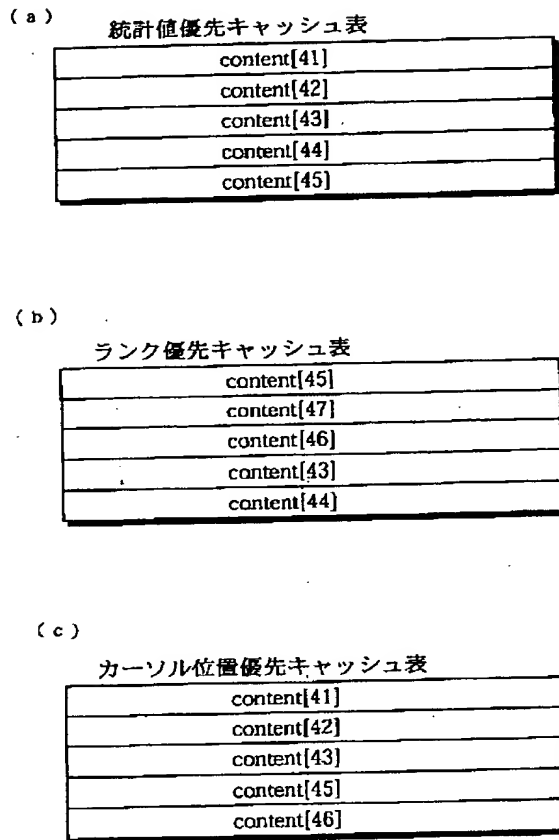 (a)
統計値優先キャッシュ表
content[41]
content[42]
content[43]
content[44]
content[45]
(b)
ランク優先キャッシュ表
content[45]
content[47]
content[46]
content[43]
content[44]
(c)
カーソル位置優先キャッシュ表
content[41]
content[42]
content[43]
content[45]
content[46]